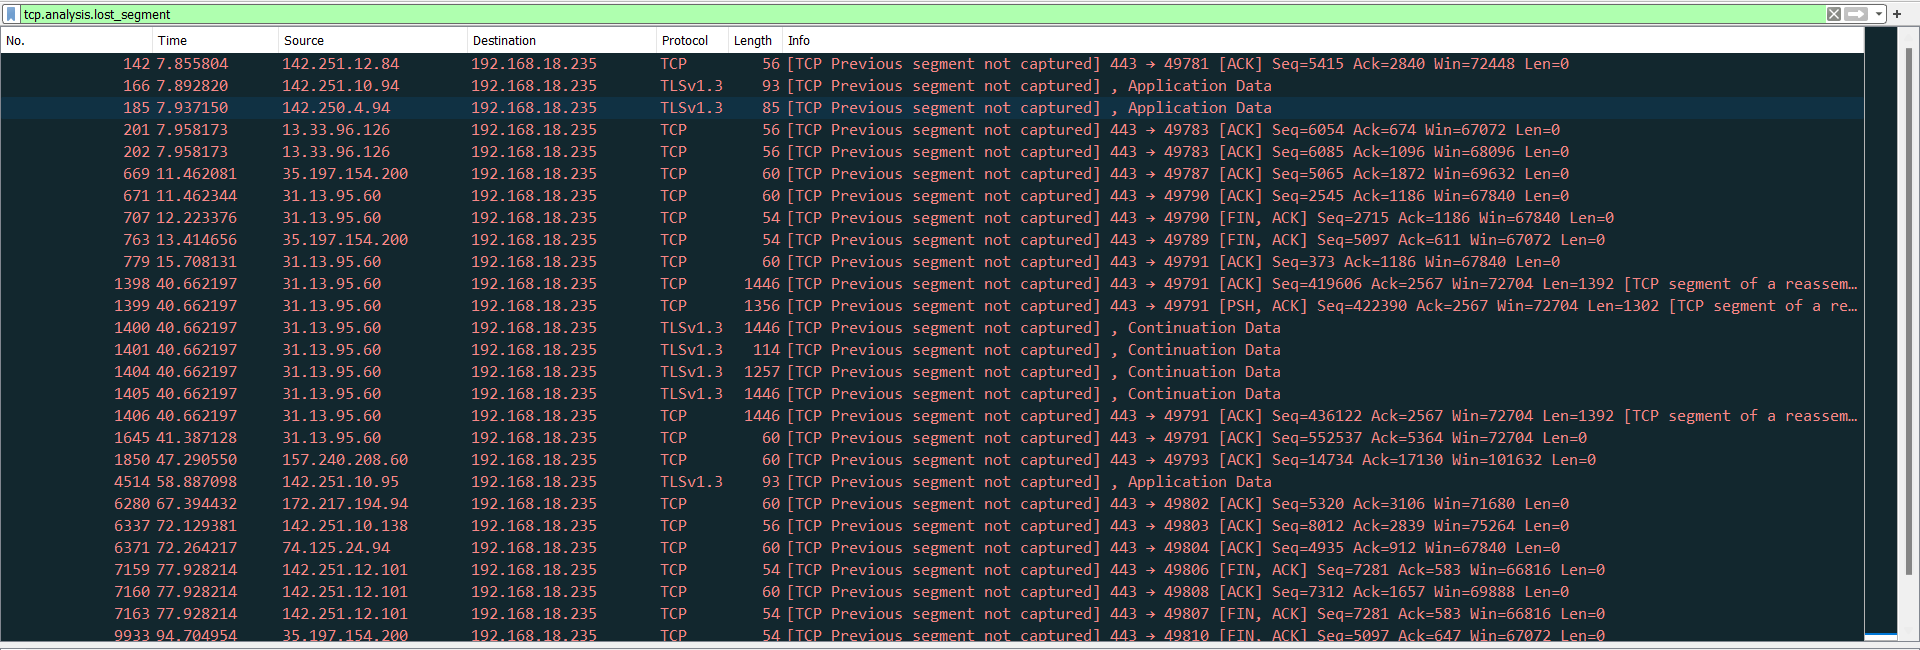 tcp.analysis.lost_segment
No. Time Source Destination Protocol Length Info
142 7.855804 142.251.12.84 192.168.18.235 TCP 56 [TCP Previous segment not captured] 443 → 49781 [ACK] Seq=5415 Ack=2840 Win=72448 Len=0
166 7.892820 142.251.10.94 192.168.18.235 TLSv1.3 93 [TCP Previous segment not captured] , Application Data
185 7.937150 142.250.4.94 192.168.18.235 TLSv1.3 85 [TCP Previous segment not captured] , Application Data
201 7.958173 13.33.96.126 192.168.18.235 TCP 56 [TCP Previous segment not captured] 443 → 49783 [ACK] Seq=6054 Ack=674 Win=67072 Len=0
202 7.958173 13.33.96.126 192.168.18.235 TCP 56 [TCP Previous segment not captured] 443 → 49783 [ACK] Seq=6085 Ack=1096 Win=68096 Len=0
669 11.462081 35.197.154.200 192.168.18.235 TCP 60 [TCP Previous segment not captured] 443 → 49787 [ACK] Seq=5065 Ack=1872 Win=69632 Len=0
671 11.462344 31.13.95.60 192.168.18.235 TCP 60 [TCP Previous segment not captured] 443 → 49790 [ACK] Seq=2545 Ack=1186 Win=67840 Len=0
707 12.223376 31.13.95.60 192.168.18.235 TCP 54 [TCP Previous segment not captured] 443 → 49790 [FIN, ACK] Seq=2715 Ack=1186 Win=67840 Len=0
763 13.414656 35.197.154.200 192.168.18.235 TCP 54 [TCP Previous segment not captured] 443 → 49789 [FIN, ACK] Seq=5097 Ack=611 Win=67072 Len=0
779 15.708131 31.13.95.60 192.168.18.235 TCP 60 [TCP Previous segment not captured] 443 → 49791 [ACK] Seq=373 Ack=1186 Win=67840 Len=0
1398 40.662197 31.13.95.60 192.168.18.235 TCP 1446 [TCP Previous segment not captured] 443 → 49791 [ACK] Seq=419606 Ack=2567 Win=72704 Len=1392 [TCP segment of a reassem…
1399 40.662197 31.13.95.60 192.168.18.235 TCP 1356 [TCP Previous segment not captured] 443 → 49791 [PSH, ACK] Seq=422390 Ack=2567 Win=72704 Len=1302 [TCP segment of a re…
1400 40.662197 31.13.95.60 192.168.18.235 TLSv1.3 1446 [TCP Previous segment not captured] , Continuation Data
1401 40.662197 31.13.95.60 192.168.18.235 TLSv1.3 114 [TCP Previous segment not captured] , Continuation Data
1404 40.662197 31.13.95.60 192.168.18.235 TLSv1.3 1257 [TCP Previous segment not captured] , Continuation Data
1405 40.662197 31.13.95.60 192.168.18.235 TLSv1.3 1446 [TCP Previous segment not captured] , Continuation Data
1406 40.662197 31.13.95.60 192.168.18.235 TCP 1446 [TCP Previous segment not captured] 443 → 49791 [ACK] Seq=436122 Ack=2567 Win=72704 Len=1392 [TCP segment of a reassem…
1645 41.387128 31.13.95.60 192.168.18.235 TCP 60 [TCP Previous segment not captured] 443 → 49791 [ACK] Seq=552537 Ack=5364 Win=72704 Len=0
1850 47.290550 157.240.208.60 192.168.18.235 TCP 60 [TCP Previous segment not captured] 443 → 49793 [ACK] Seq=14734 Ack=17130 Win=101632 Len=0
4514 58.887098 142.251.10.95 192.168.18.235 TLSv1.3 93 [TCP Previous segment not captured] , Application Data
6280 67.394432 172.217.194.94 192.168.18.235 TCP 60 [TCP Previous segment not captured] 443 → 49802 [ACK] Seq=5320 Ack=3106 Win=71680 Len=0
6337 72.129381 142.251.10.138 192.168.18.235 TCP 56 [TCP Previous segment not captured] 443 → 49803 [ACK] Seq=8012 Ack=2839 Win=75264 Len=0
6371 72.264217 74.125.24.94 192.168.18.235 TCP 60 [TCP Previous segment not captured] 443 → 49804 [ACK] Seq=4935 Ack=912 Win=67840 Len=0
7159 77.928214 142.251.12.101 192.168.18.235 TCP 54 [TCP Previous segment not captured] 443 → 49806 [FIN, ACK] Seq=7281 Ack=583 Win=66816 Len=0
7160 77.928214 142.251.12.101 192.168.18.235 TCP 60 [TCP Previous segment not captured] 443 → 49808 [ACK] Seq=7312 Ack=1657 Win=69888 Len=0
7163 77.928214 142.251.12.101 192.168.18.235 TCP 54 [TCP Previous segment not captured] 443 → 49807 [FIN, ACK] Seq=7281 Ack=583 Win=66816 Len=0
9933 94.704954 35.197.154.200 192.168.18.235 TCP 54 [TCP Previous segment not captured] 443 → 49810 [FIN, ACK] Seq=5097 Ack=647 Win=67072 Len=0